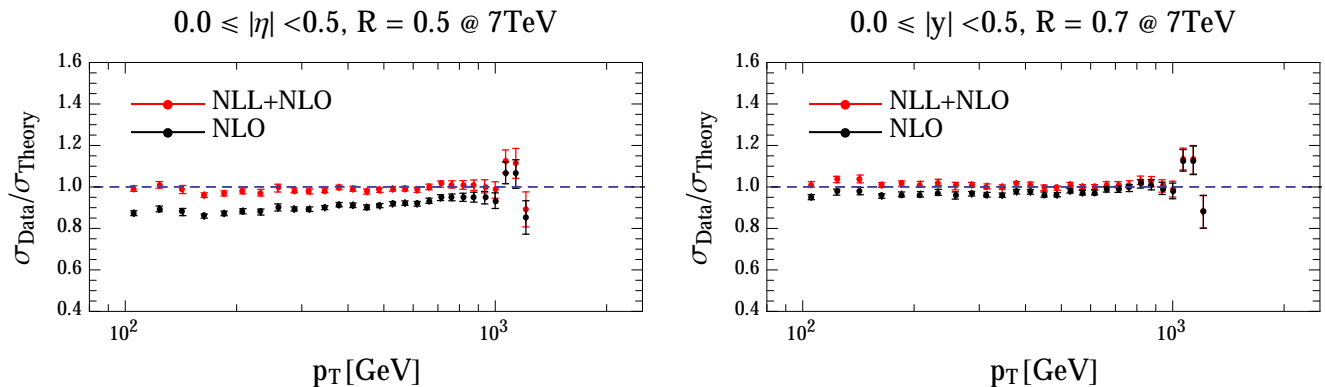 0.0 ≤ |η| <0.5, R = 0.5 @ 7TeV
1.6
1.4
1.2
1.0
0.8
0.6
0.4
σData/σTheory
NLL+NLO
NLO
10²
10³
pT [GeV]
0.0 ≤ |y| <0.5, R = 0.7 @ 7TeV
1.6
1.4
1.2
1.0
0.8
0.6
0.4
σData/σTheory
NLL+NLO
NLO
10²
10³
pT [GeV]